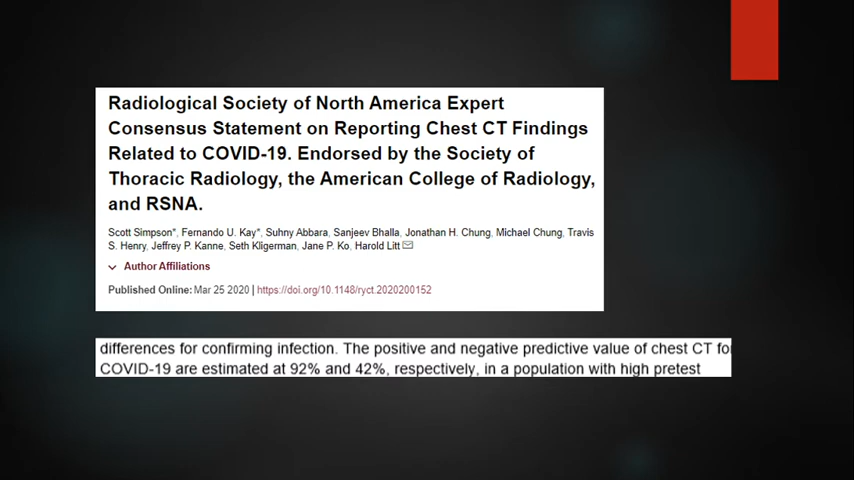 Radiological Society of North America Expert
Consensus Statement on Reporting Chest CT Findings
Related to COVID-19. Endorsed by the Society of
Thoracic Radiology, the American College of Radiology,
and RSNA.
Scott Simpson*, Fernando U. Kay*, Suhny Abbara, Sanjeev Bhalla, Jonathan H. Chung, Michael Chung, Travis
S. Henry, Jeffrey P. Kanne, Seth Kligerman, Jane P. Ko, Harold Litt
Author Affiliations
Published Online: Mar 25 2020 | https://doi.org/10.1148/ryct.2020200152
differences for confirming infection. The positive and negative predictive value of chest CT for
COVID-19 are estimated at 92% and 42%, respectively, in a population with high pretest